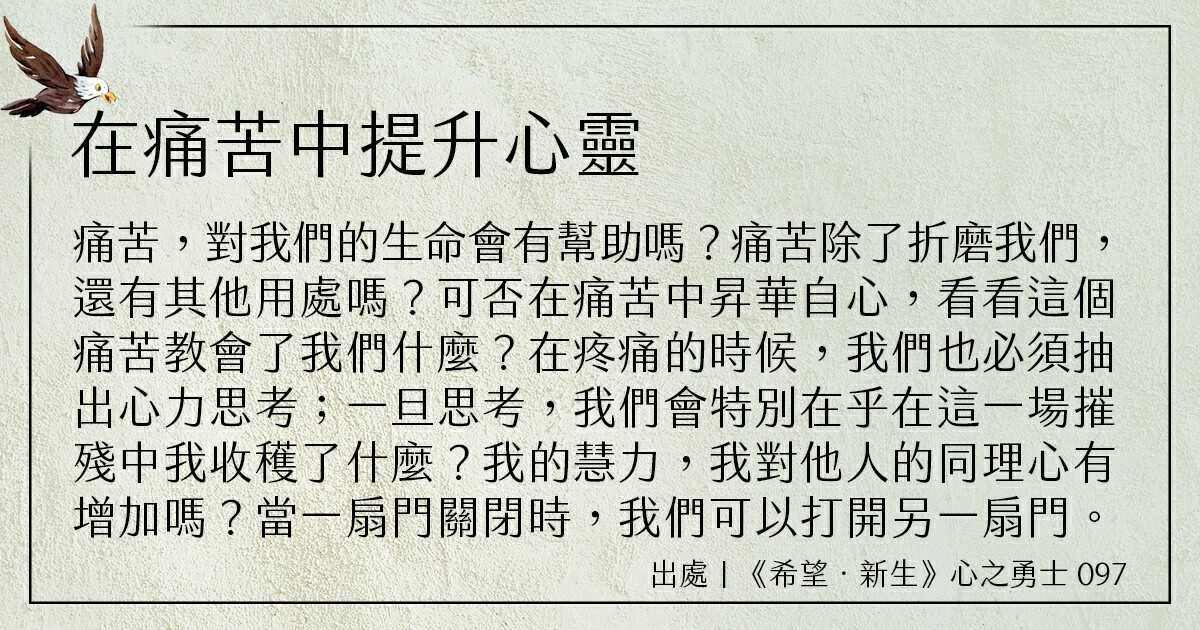 在痛苦中提升心靈
痛苦，對我們的生命會有幫助嗎？痛苦除了折磨我們，
還有其他用處嗎？可否在痛苦中昇華自心，看看這個
痛苦教會了我們什麼？在疼痛的時候，我們也必須抽
出心力思考；一旦思考，我們會特別在乎在這一場摧
殘中我收穫了什麼？我的慧力，我對他人的同理心有
增加嗎？當一扇門關閉時，我們可以打開另一扇門。
出處｜《希望．新生》心之勇士 097